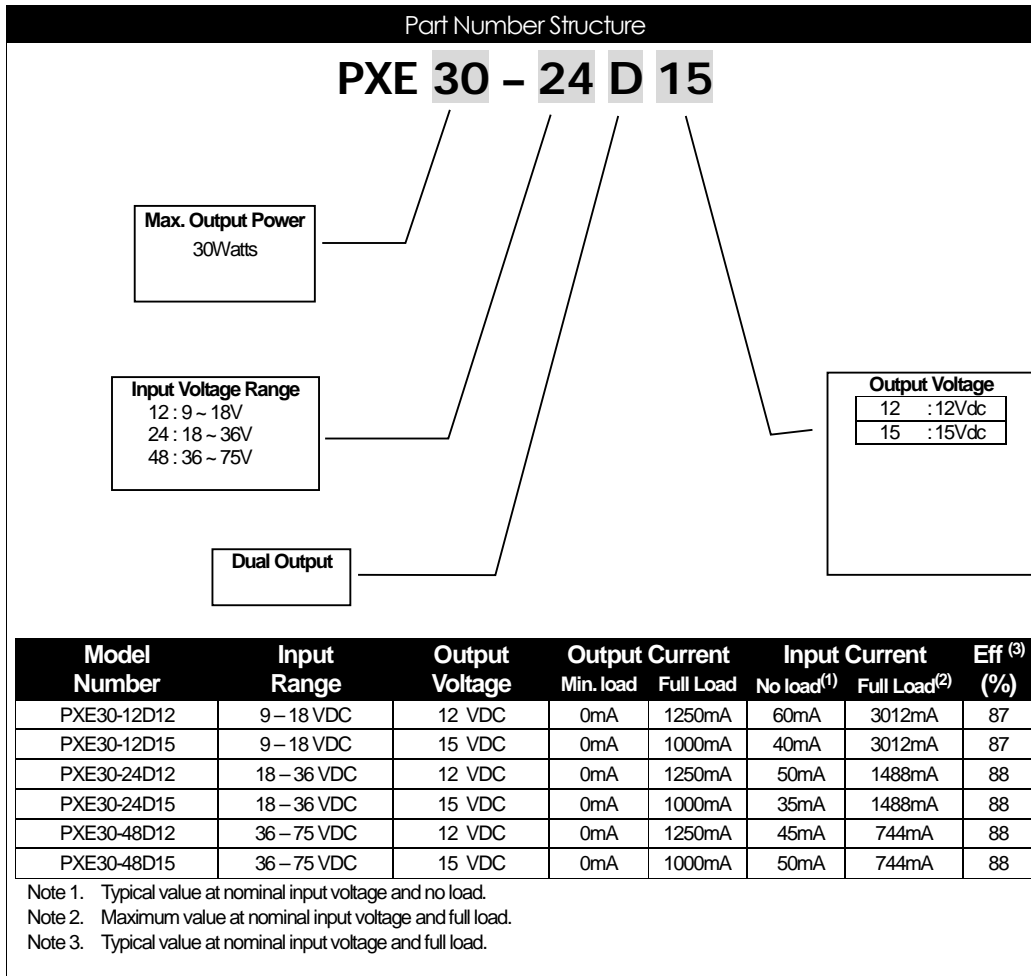 Part Number Structure
PXE 30 – 24 D 15
Max. Output Power
30Watts
Input Voltage Range
12 : 9 ~ 18V
24 : 18 ~ 36V
48 : 36 ~ 75V
Output Voltage
12 : 12Vdc
15 : 15Vdc
Dual Output
Model Number Input Range Output Voltage Output Current Input Current Eff (3) (%)
Min. load Full Load No load(1) Full Load(2)
PXE30-12D12 9 – 18 VDC 12 VDC 0mA 1250mA 60mA 3012mA 87
PXE30-12D15 9 – 18 VDC 15 VDC 0mA 1000mA 40mA 3012mA 87
PXE30-24D12 18 – 36 VDC 12 VDC 0mA 1250mA 50mA 1488mA 88
PXE30-24D15 18 – 36 VDC 15 VDC 0mA 1000mA 35mA 1488mA 88
PXE30-48D12 36 – 75 VDC 12 VDC 0mA 1250mA 45mA 744mA 88
PXE30-48D15 36 – 75 VDC 15 VDC 0mA 1000mA 50mA 744mA 88
Note 1. Typical value at nominal input voltage and no load.
Note 2. Maximum value at nominal input voltage and full load.
Note 3. Typical value at nominal input voltage and full load.